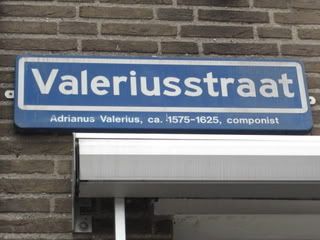 Valeriusstraat
Adrianus Valerius, ca. 1575-1625, componist